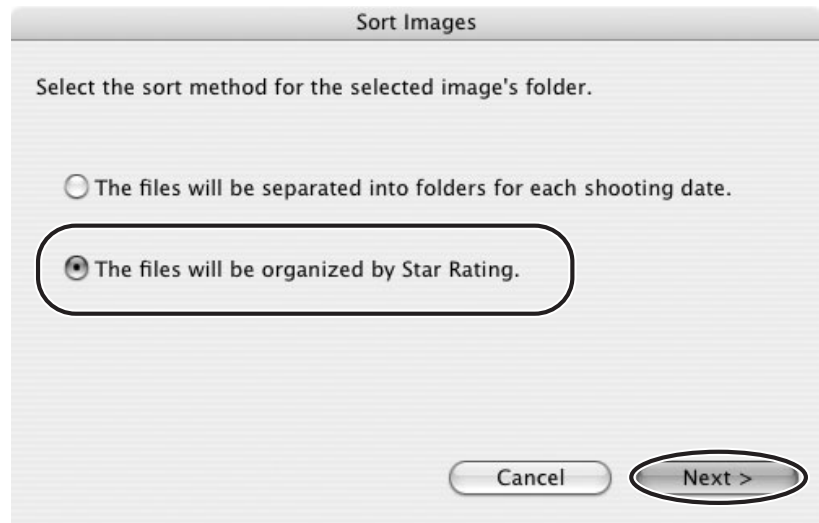 Sort Images
Select the sort method for the selected image's folder.
The files will be separated into folders for each shooting date.
The files will be organized by Star Rating.
Cancel Next >